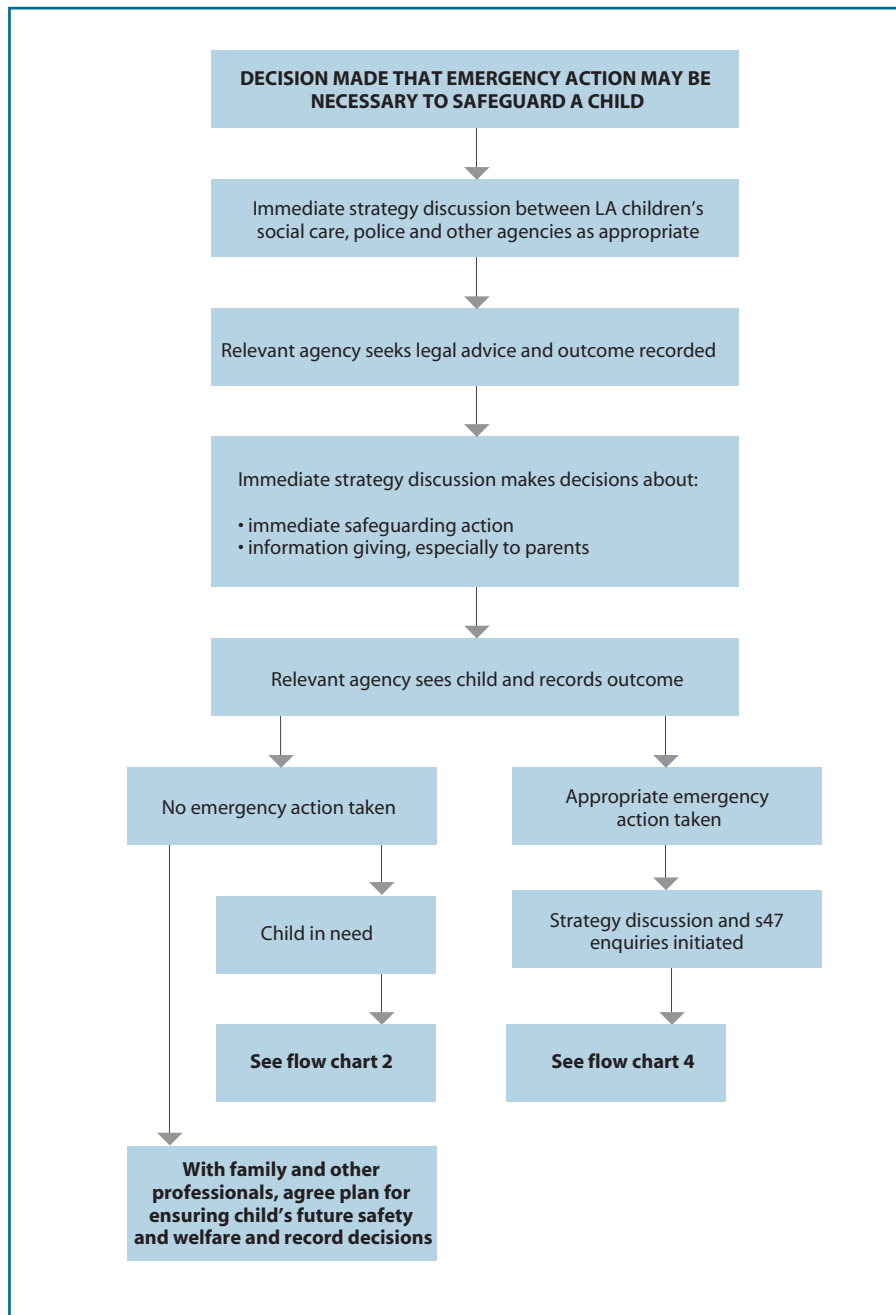 DECISION MADE THAT EMERGENCY ACTION MAY BE
NECESSARY TO SAFEGUARD A CHILD
Immediate strategy discussion between LA children’s
social care, police and other agencies as appropriate
Relevant agency seeks legal advice and outcome recorded
Immediate strategy discussion makes decisions about:
• immediate safeguarding action
• information giving, especially to parents
Relevant agency sees child and records outcome
No emergency action taken
Appropriate emergency
action taken
Child in need
Strategy discussion and s47
enquiries initiated
See flow chart 2
See flow chart 4
With family and other
professionals, agree plan for
ensuring child’s future safety
and welfare and record decisions